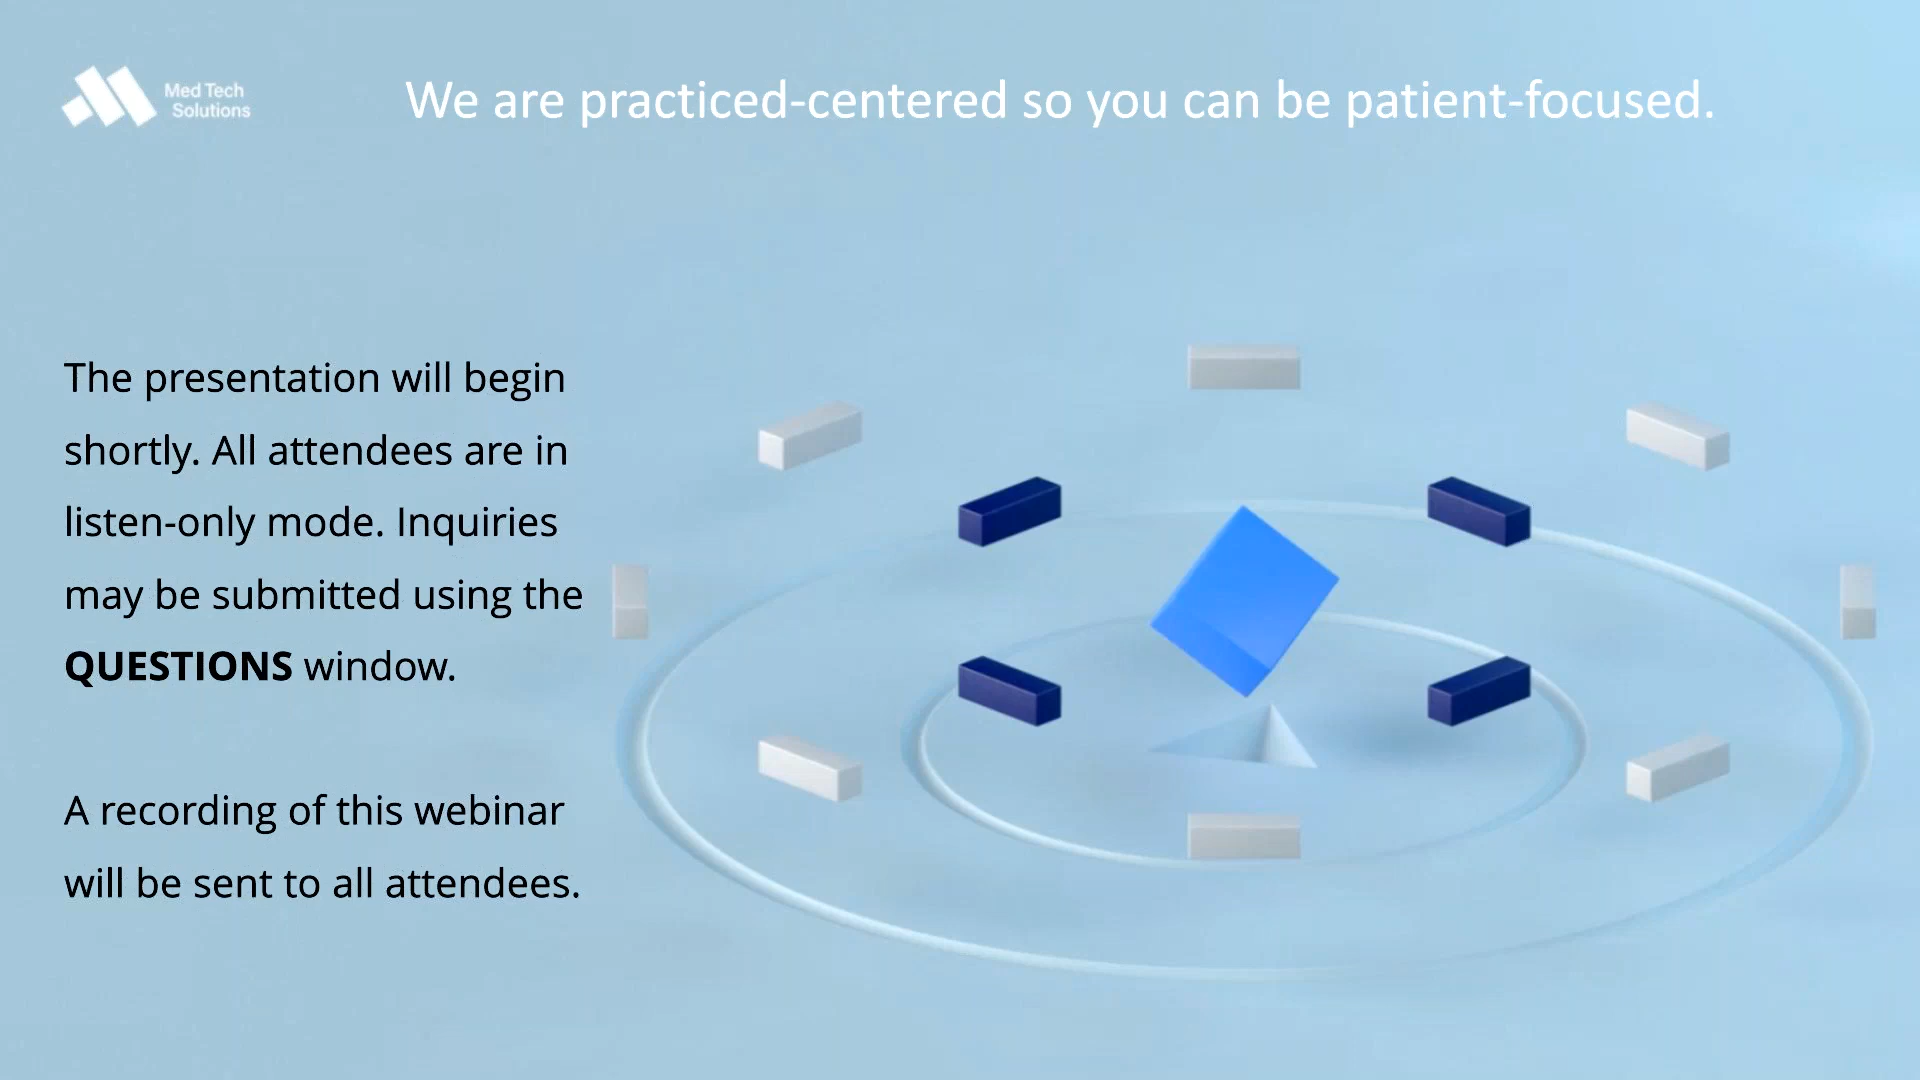 Med Tech
Solutions
We are practiced-centered so you can be patient-focused.
The presentation will begin
shortly. All attendees are in
listen-only mode. Inquiries
may be submitted using the
QUESTIONS window.
A recording of this webinar
will be sent to all attendees.